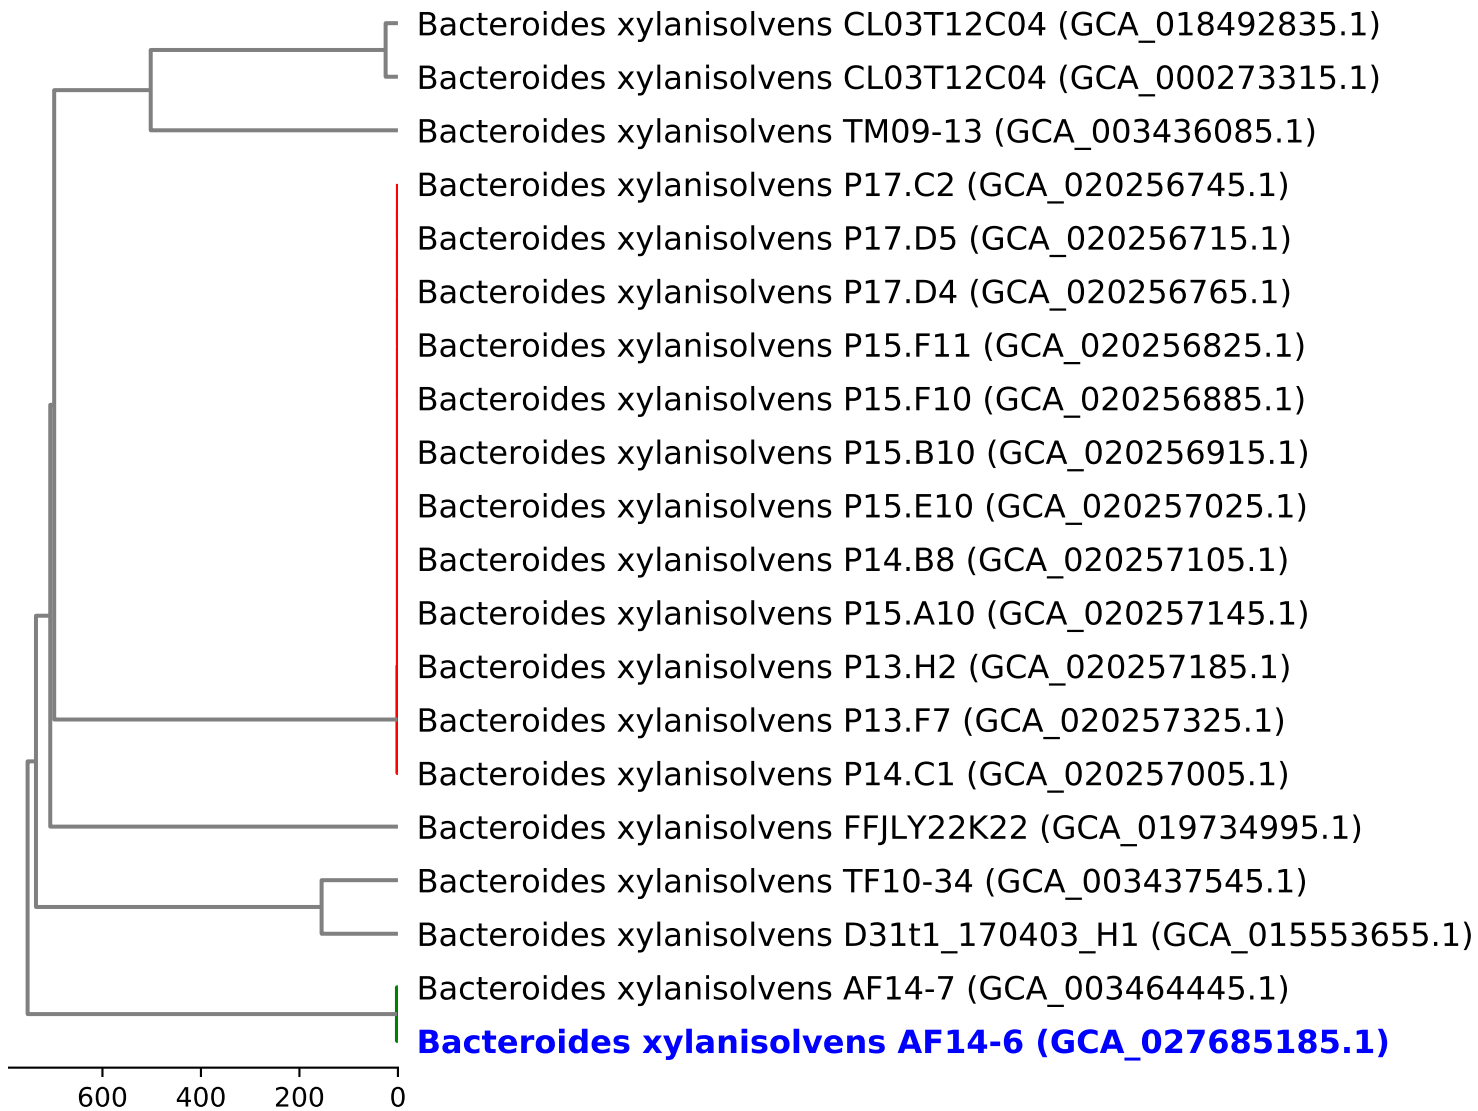 Bacteroides xylanisolvens CL03T12C04 (GCA_018492835.1)
Bacteroides xylanisolvens CL03T12C04 (GCA_000273315.1)
Bacteroides xylanisolvens TM09-13 (GCA_003436085.1)
Bacteroides xylanisolvens P17.C2 (GCA_020256745.1)
Bacteroides xylanisolvens P17.D5 (GCA_020256715.1)
Bacteroides xylanisolvens P17.D4 (GCA_020256765.1)
Bacteroides xylanisolvens P15.F11 (GCA_020256825.1)
Bacteroides xylanisolvens P15.F10 (GCA_020256885.1)
Bacteroides xylanisolvens P15.B10 (GCA_020256915.1)
Bacteroides xylanisolvens P15.E10 (GCA_020257025.1)
Bacteroides xylanisolvens P14.B8 (GCA_020257105.1)
Bacteroides xylanisolvens P15.A10 (GCA_020257145.1)
Bacteroides xylanisolvens P13.H2 (GCA_020257185.1)
Bacteroides xylanisolvens P13.F7 (GCA_020257325.1)
Bacteroides xylanisolvens P14.C1 (GCA_020257005.1)
Bacteroides xylanisolvens FFJLY22K22 (GCA_019734995.1)
Bacteroides xylanisolvens TF10-34 (GCA_003437545.1)
Bacteroides xylanisolvens D31t1_170403_H1 (GCA_015553655.1)
Bacteroides xylanisolvens AF14-7 (GCA_003464445.1)
Bacteroides xylanisolvens AF14-6 (GCA_027685185.1)
600 400 200 0